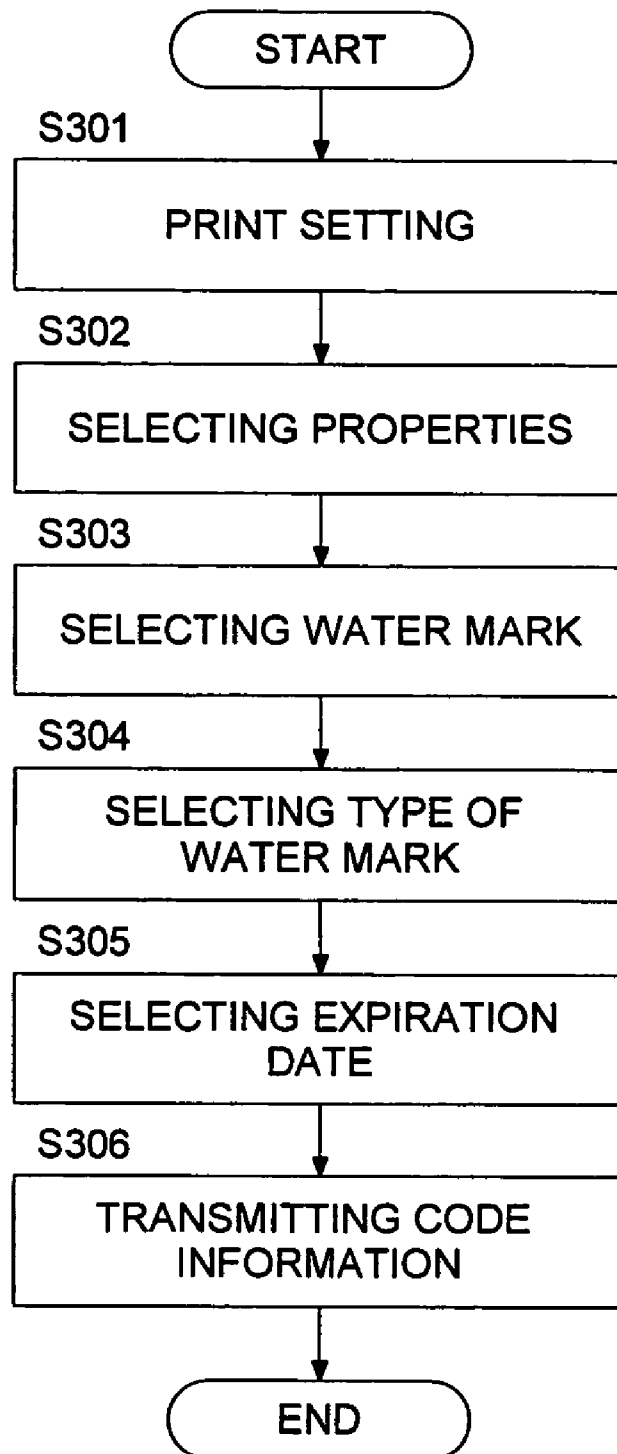 START
S301
PRINT SETTING
S302
SELECTING PROPERTIES
S303
SELECTING WATER MARK
S304
SELECTING TYPE OF
WATER MARK
S305
SELECTING EXPIRATION
DATE
S306
TRANSMITTING CODE
INFORMATION
END